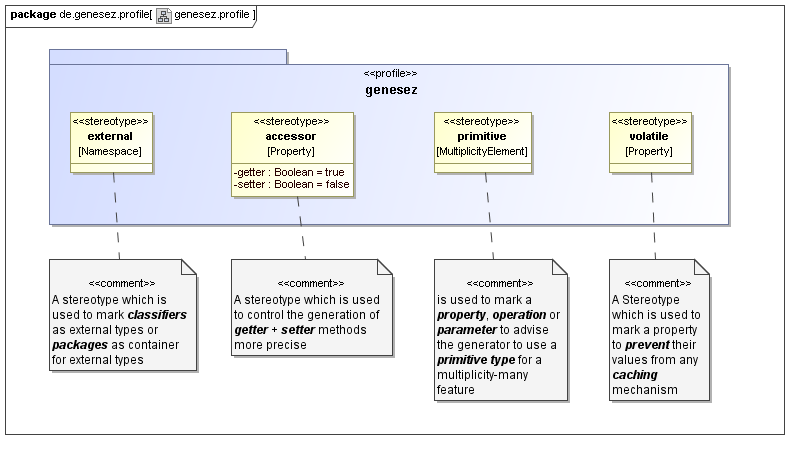 package de.genesez.profile[ genesez.profile ]
<<profile>>
genesez
<<stereotype>>
external
[Namespace]
<<stereotype>>
accessor
[Property]
-getter : Boolean = true
-setter : Boolean = false
<<stereotype>>
primitive
[MultiplicityElement]
<<stereotype>>
volatile
[Property]
<<comment>>
A stereotype which is
used to mark classifiers
as external types or
packages as container
for external types
<<comment>>
A stereotype which is used
to control the generation of
getter + setter methods
more precise
<<comment>>
is used to mark a
property, operation or
parameter to advise
the generator to use a
primitive type for a
multiplicity-many
feature
<<comment>>
A Stereotype
which is used to
mark a property
to prevent their
values from any
caching
mechanism